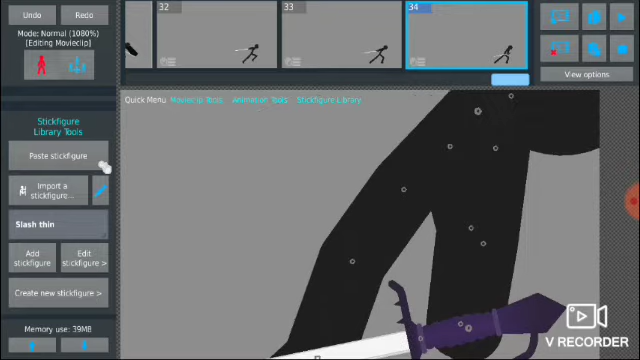 Undo Redo
Mode: Normal (1080%)
[Editing Movieclip]
32 33 34
View options
Quick Menu Movieclip Tools Animation Tools Stickfigure Library
Stickfigure
Library Tools
Paste stickfigure
Import a
stickfigure...
Slash thin
Add
stickfigure
Edit
stickfigure >
Create new stickfigure >
Memory use: 39MB
V RECORDER